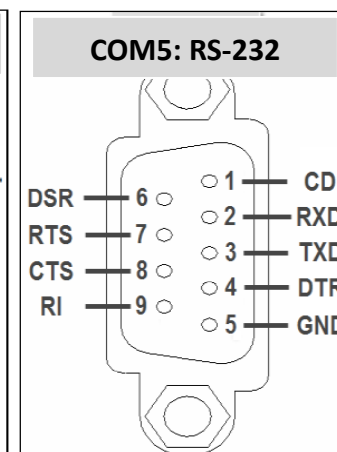 COM5: RS-232
1 CD
DSR 6
2 RXD
RTS 7
3 TXD
CTS 8
4 DTR
RI 9
5 GND